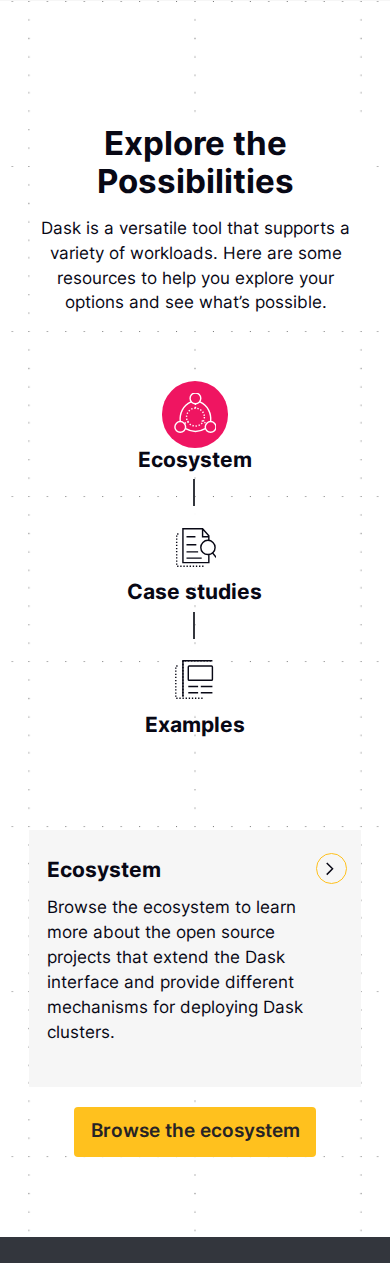 Explore the
Possibilities
Dask is a versatile tool that supports a
variety of workloads. Here are some
resources to help you explore your
options and see what’s possible.
Ecosystem
Case studies
Examples
Ecosystem
Browse the ecosystem to learn
more about the open source
projects that extend the Dask
interface and provide different
mechanisms for deploying Dask
clusters.
Browse the ecosystem